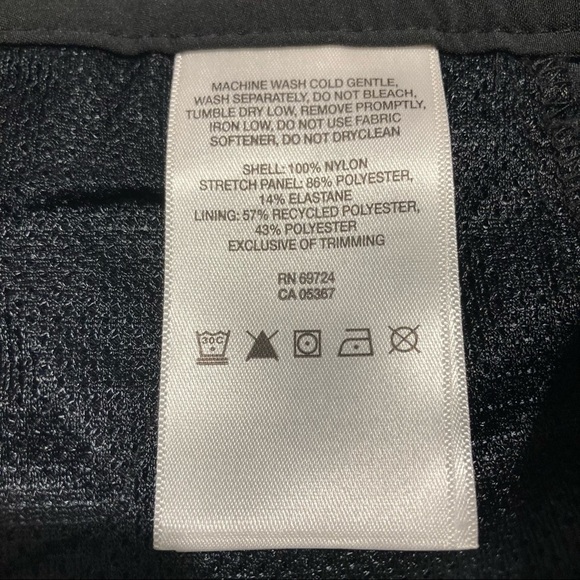 MACHINE WASH COLD GENTLE,
WASH SEPARATELY, DO NOT BLEACH,
TUMBLE DRY LOW, REMOVE PROMPTLY,
IRON LOW, DO NOT USE FABRIC
SOFTENER, DO NOT DRYCLEAN
SHELL: 100% NYLON
STRETCH PANEL: 86% POLYESTER,
14% ELASTANE
LINING: 57% RECYCLED POLYESTER,
43% POLYESTER
EXCLUSIVE OF TRIMMING
RN 69724
CA 05367
30C